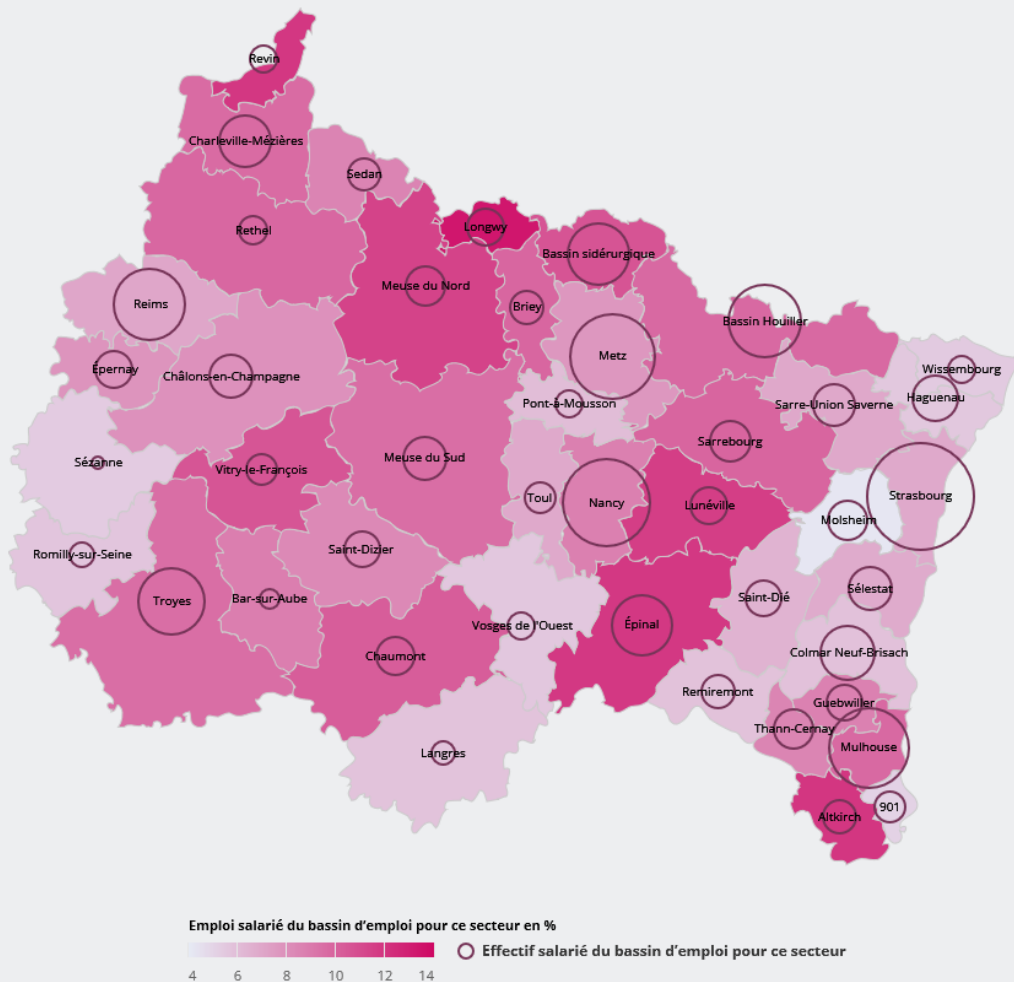 Revin
Charleville-Mézières
Sedan
Rethel
Longwy
Bassin sidérurgique
Meuse du Nord
Reims
Briey
Bassin Houiller
Metz
Épernay
Châlons-en-Champagne
Wissembourg
Pont-à-Mousson
Sarre-Union Saverne
Haguenau
Sarrebourg
Meuse du Sud
Sézanne
Vitry-le-François
Toul
Nancy
Lunéville
Strasbourg
Molsheim
Romilly-sur-Seine
Saint-Dizier
Troyes
Bar-sur-Aube
Saint-Dié
Sélestat
Vosges de l'Ouest
Épinal
Chaumont
Colmar Neuf-Brisach
Remiremont
Guebwiller
Thann-Cernay
Langres
Mulhouse
901
Altkirch
Emploi salarié du bassin d’emploi pour ce secteur en %
Effectif salarié du bassin d’emploi pour ce secteur
4 6 8 10 12 14